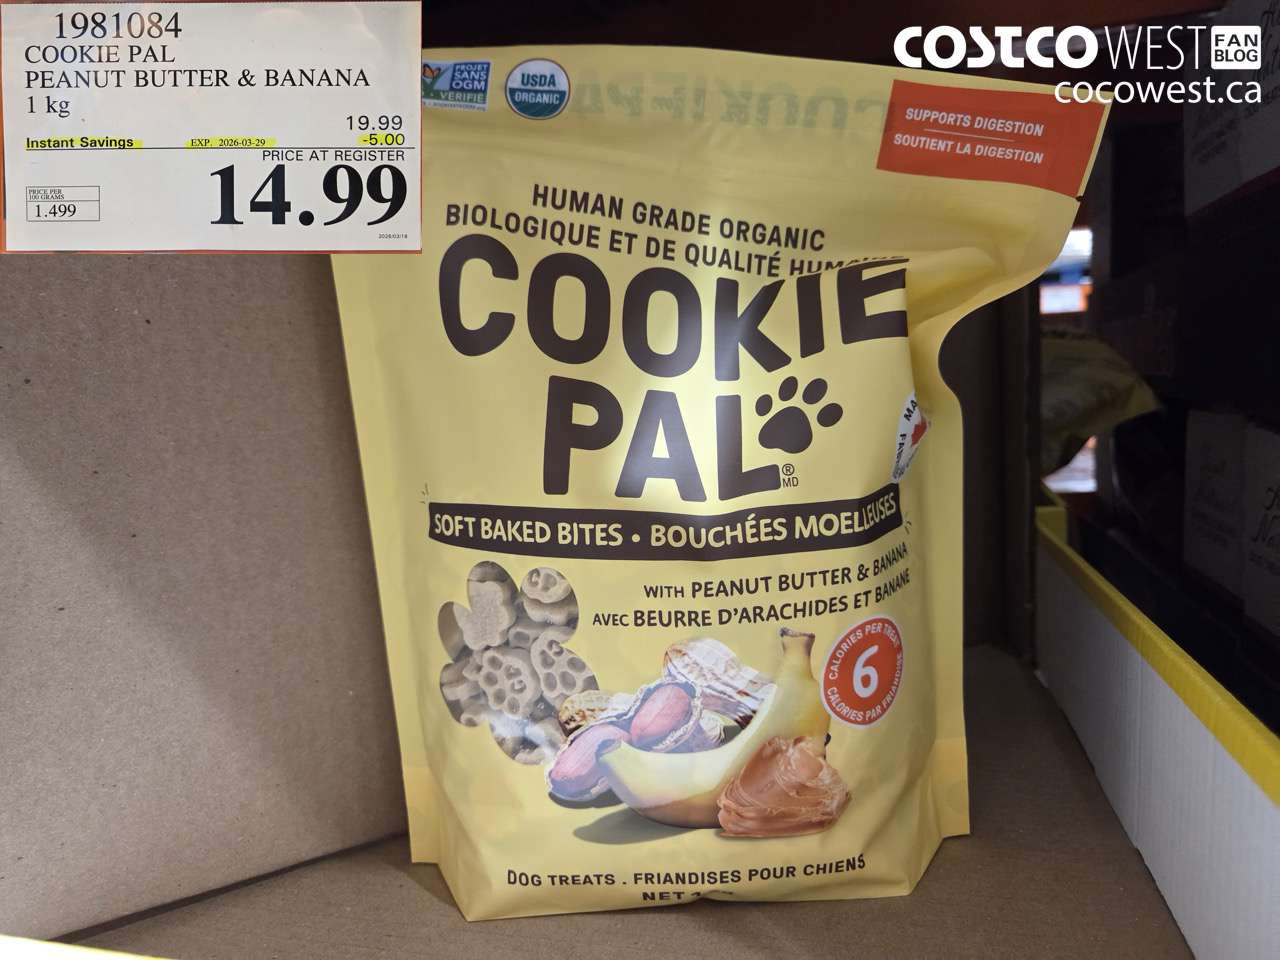 1981084
COOKIE PAL
PEANUT BUTTER & BANANA
1 kg
19.99
Instant Savings EXP. 2026-03-29 -5.00
PRICE AT REGISTER
14.99
PRICE PER
100 GRAMS
1.499
2026/03/18
COSTCO WEST FAN BLOG
cocowest.ca
PROJET
SANS
OGM
VÉRIFIÉ
USDA
ORGANIC
SUPPORTS DIGESTION
SOUTIENT LA DIGESTION
HUMAN GRADE ORGANIC
BIOLOGIQUE ET DE QUALITÉ HUMAINE
COOKIE
PAL
®
MD
SOFT BAKED BITES • BOUCHÉES MOELLEUSES
WITH PEANUT BUTTER & BANANA
AVEC BEURRE D'ARACHIDES ET BANANE
CALORIES PER TREAT
6
CALORIES PAR FRIANDISE
DOG TREATS . FRIANDISES POUR CHIENS
NET